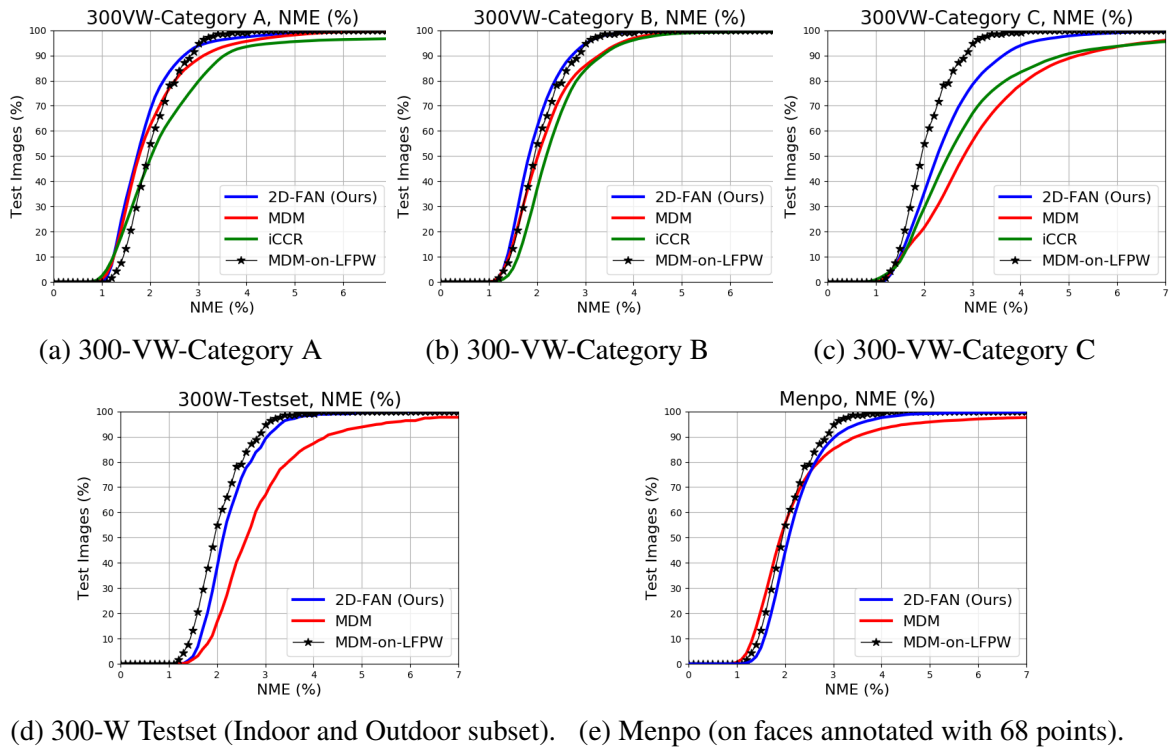 300VW-Category A, NME (%)
300VW-Category B, NME (%)
300VW-Category C, NME (%)
Test Images (%)
100
90
80
70
60
50
40
30
20
10
0
2D-FAN (Ours)
MDM
iCCR
MDM-on-LFPW
0 1 2 3 4 5 6
NME (%)
Test Images (%)
100
90
80
70
60
50
40
30
20
10
0
2D-FAN (Ours)
MDM
iCCR
MDM-on-LFPW
0 1 2 3 4 5 6 7
NME (%)
Test Images (%)
100
90
80
70
60
50
40
30
20
10
0
2D-FAN (Ours)
MDM
iCCR
MDM-on-LFPW
0 1 2 3 4 5 6 7
NME (%)
(a) 300-VW-Category A
(b) 300-VW-Category B
(c) 300-VW-Category C
300W-Testset, NME (%)
Menpo, NME (%)
Test Images (%)
100
90
80
70
60
50
40
30
20
10
0
2D-FAN (Ours)
MDM
MDM-on-LFPW
0 1 2 3 4 5 6 7
NME (%)
Test Images (%)
100
90
80
70
60
50
40
30
20
10
0
2D-FAN (Ours)
MDM
MDM-on-LFPW
0 1 2 3 4 5 6 7
NME (%)
(d) 300-W Testset (Indoor and Outdoor subset).
(e) Menpo (on faces annotated with 68 points).